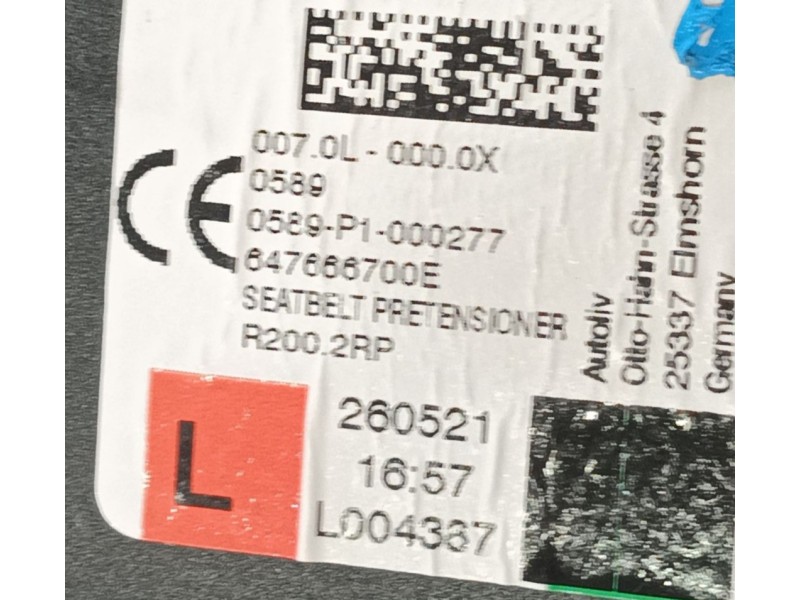 007.0L - 000.0X
CE
0589
0589-P1-000277
647666700E
SEATBELT PRETENSIONER
R200.2RP
Autoliv
Otto-Hahn-Strasse 4
25337 Elmshorn
Germany
L
260521
16:57
L004367